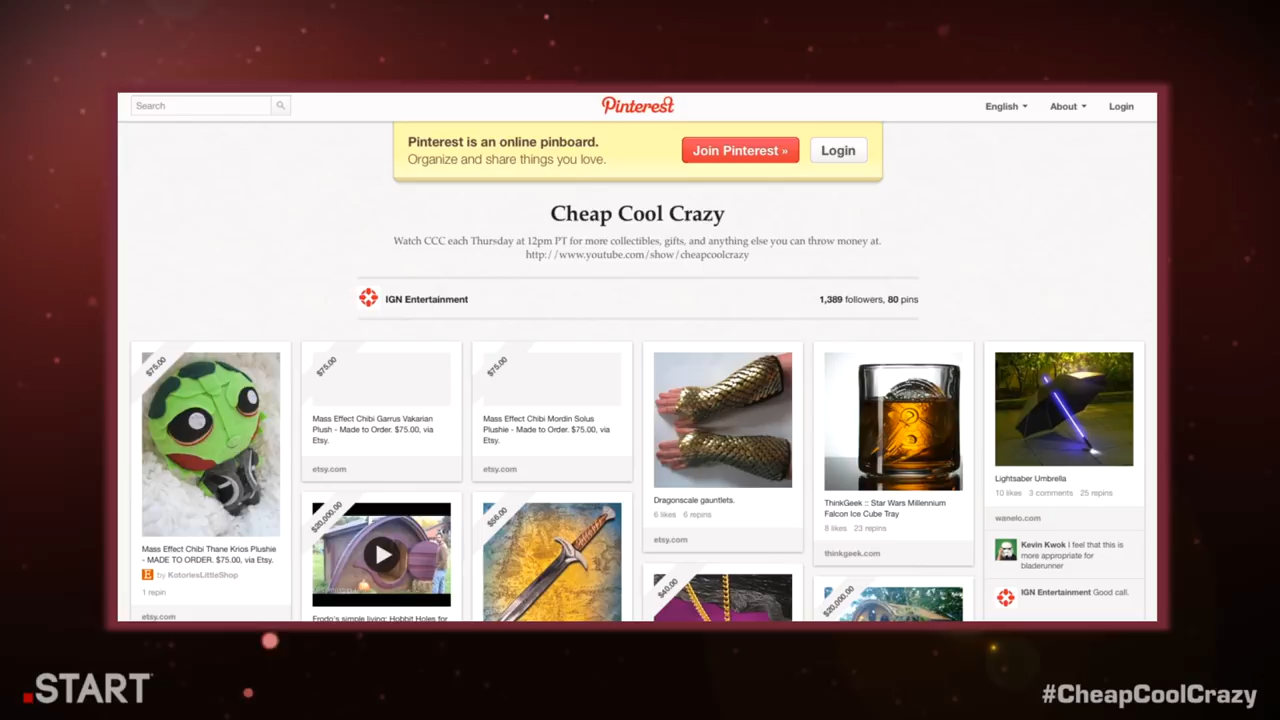 Search
Pinterest
English
About
Login
Pinterest is an online pinboard.
Organize and share things you love.
Join Pinterest »
Login
Cheap Cool Crazy
Watch CCC each Thursday at 12pm PT for more collectibles, gifts, and anything else you can throw money at.
http://www.youtube.com/show/cheapcoolcrazy
IGN Entertainment
1,389 followers, 80 pins
$75.00
Mass Effect Chibi Thane Krios Plushie
- MADE TO ORDER. $75.00, via Etsy.
E by KotoriesLittleShop
1 repin
etsy.com
$75.00
Mass Effect Chibi Garrus Vakarian
Plush - Made to Order. $75.00, via
Etsy.
etsy.com
$20,000.00
Frodo's simple living: Hobbit Holes for
$75.00
Mass Effect Chibi Mordin Solus
Plushie - Made to Order. $75.00, via
Etsy.
etsy.com
Dragonscale gauntlets.
6 likes 6 repins
etsy.com
$40.00
ThinkGeek :: Star Wars Millennium
Falcon Ice Cube Tray
8 likes 23 repins
thinkgeek.com
$20,000.00
Lightsaber Umbrella
10 likes 3 comments 25 repins
wanelo.com
Kevin Kwok I feel that this is
more appropriate for
bladerunner
IGN Entertainment Good call.
.START
#CheapCoolCrazy